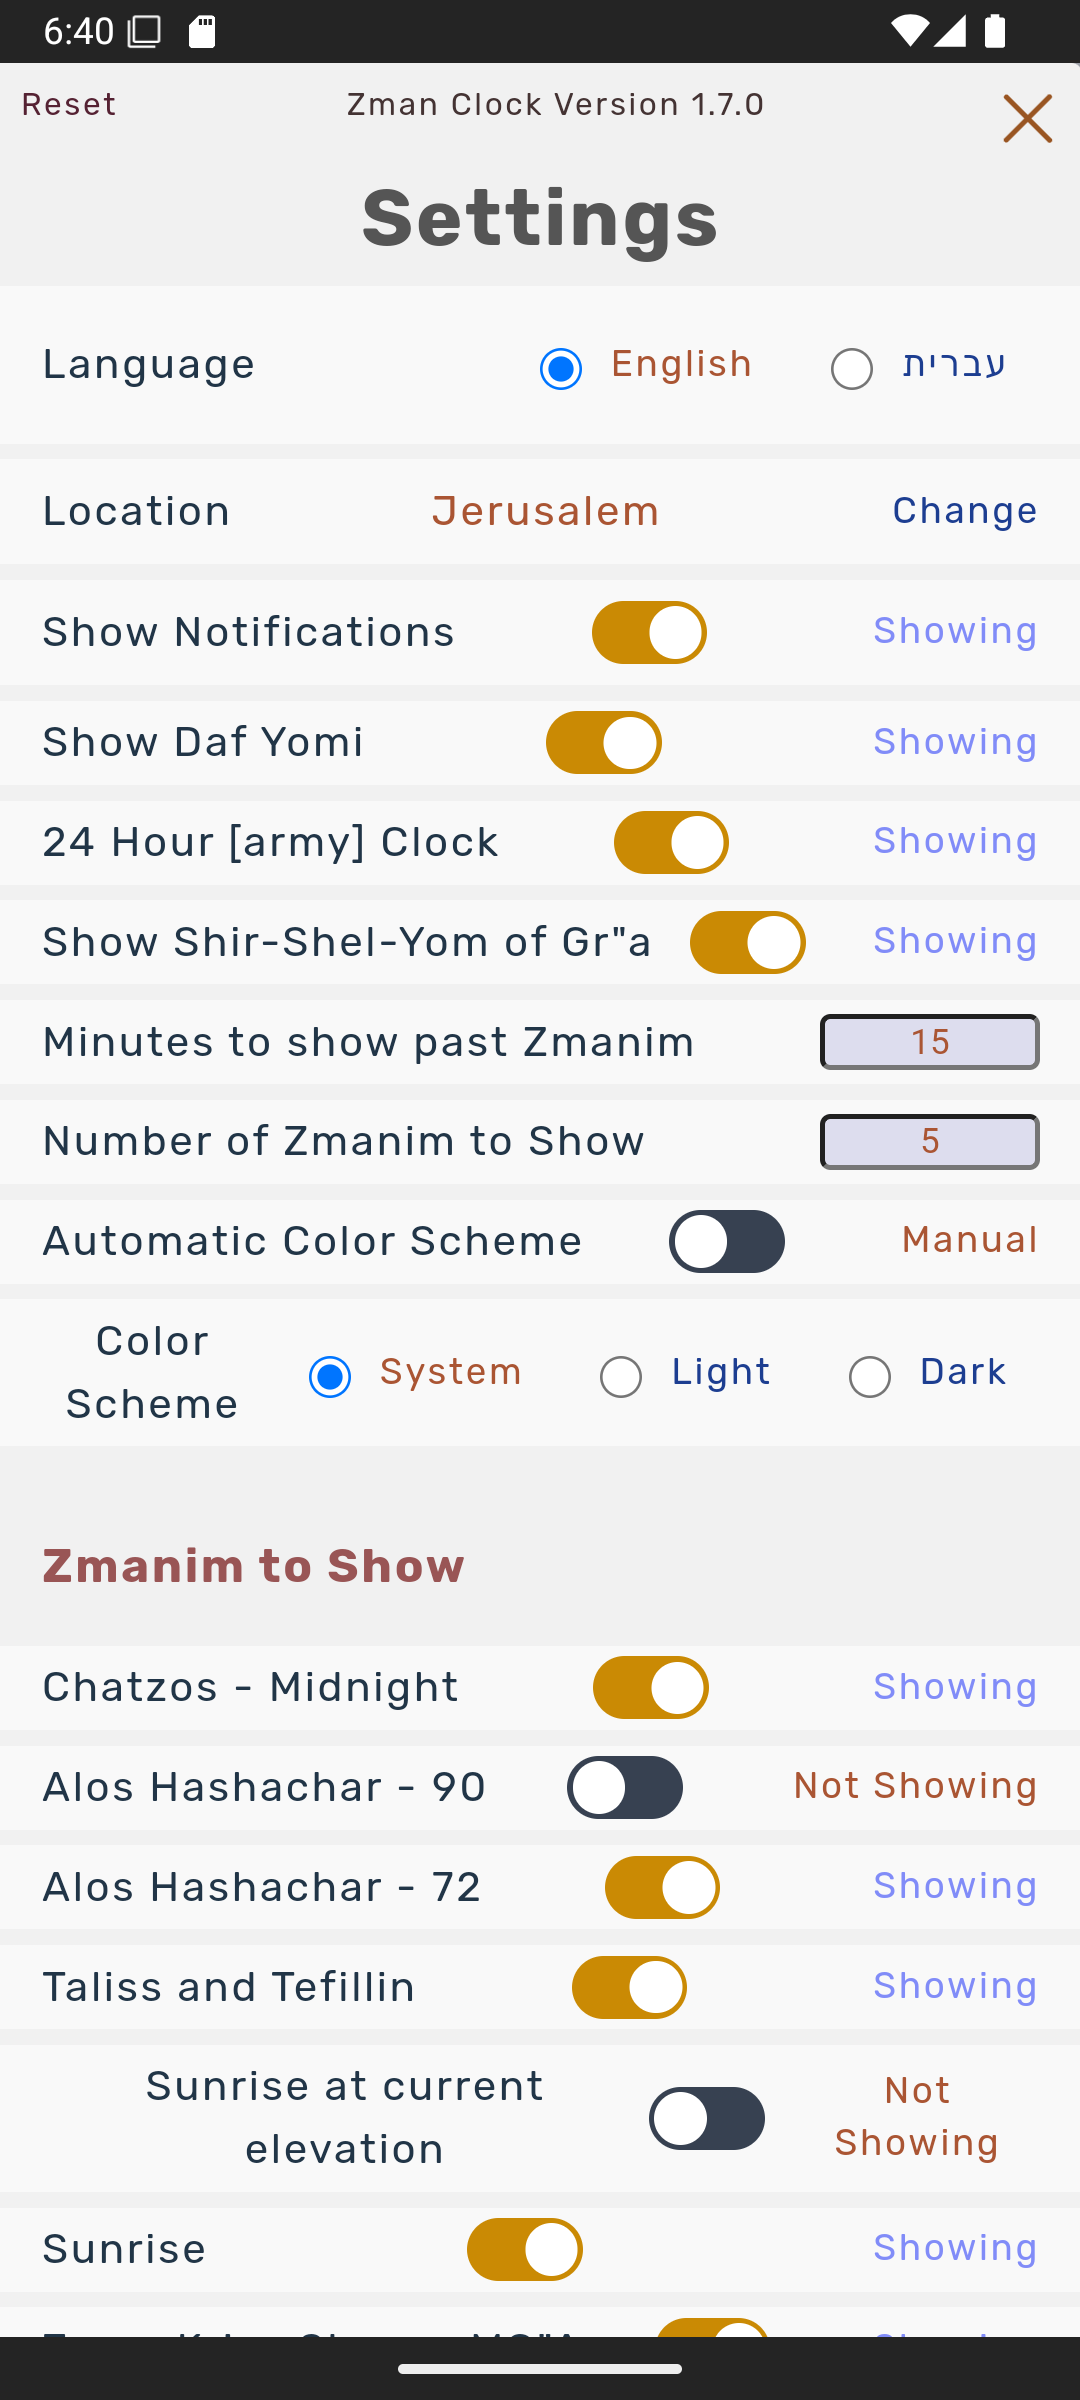 6:40
Reset
Zman Clock Version 1.7.0
Settings
Language
English
עברית
Location
Jerusalem
Change
Show Notifications
Showing
Show Daf Yomi
Showing
24 Hour [army] Clock
Showing
Show Shir-Shel-Yom of Gr"a
Showing
Minutes to show past Zmanim
15
Number of Zmanim to Show
5
Automatic Color Scheme
Manual
Color
Scheme
System
Light
Dark
Zmanim to Show
Chatzos - Midnight
Showing
Alos Hashachar - 90
Not Showing
Alos Hashachar - 72
Showing
Taliss and Tefillin
Showing
Sunrise at current
elevation
Not
Showing
Sunrise
Showing